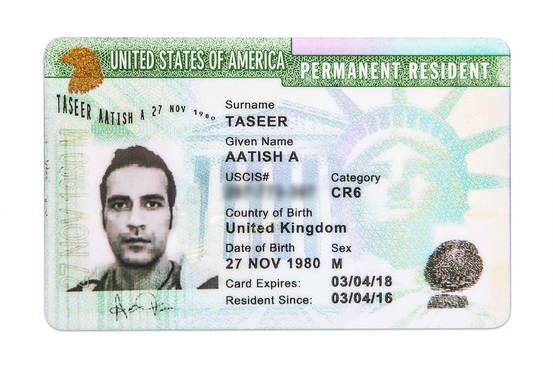 UNITED STATES OF AMERICA
PERMANENT RESIDENT
TASEER AATISH A 27 NOV 1980
Surname
TASEER
Given Name
AATISH A
USCIS# Category
CR6
Country of Birth
United Kingdom
Date of Birth Sex
27 NOV 1980 M
Card Expires: 03/04/18
Resident Since: 03/04/16
27 NOV